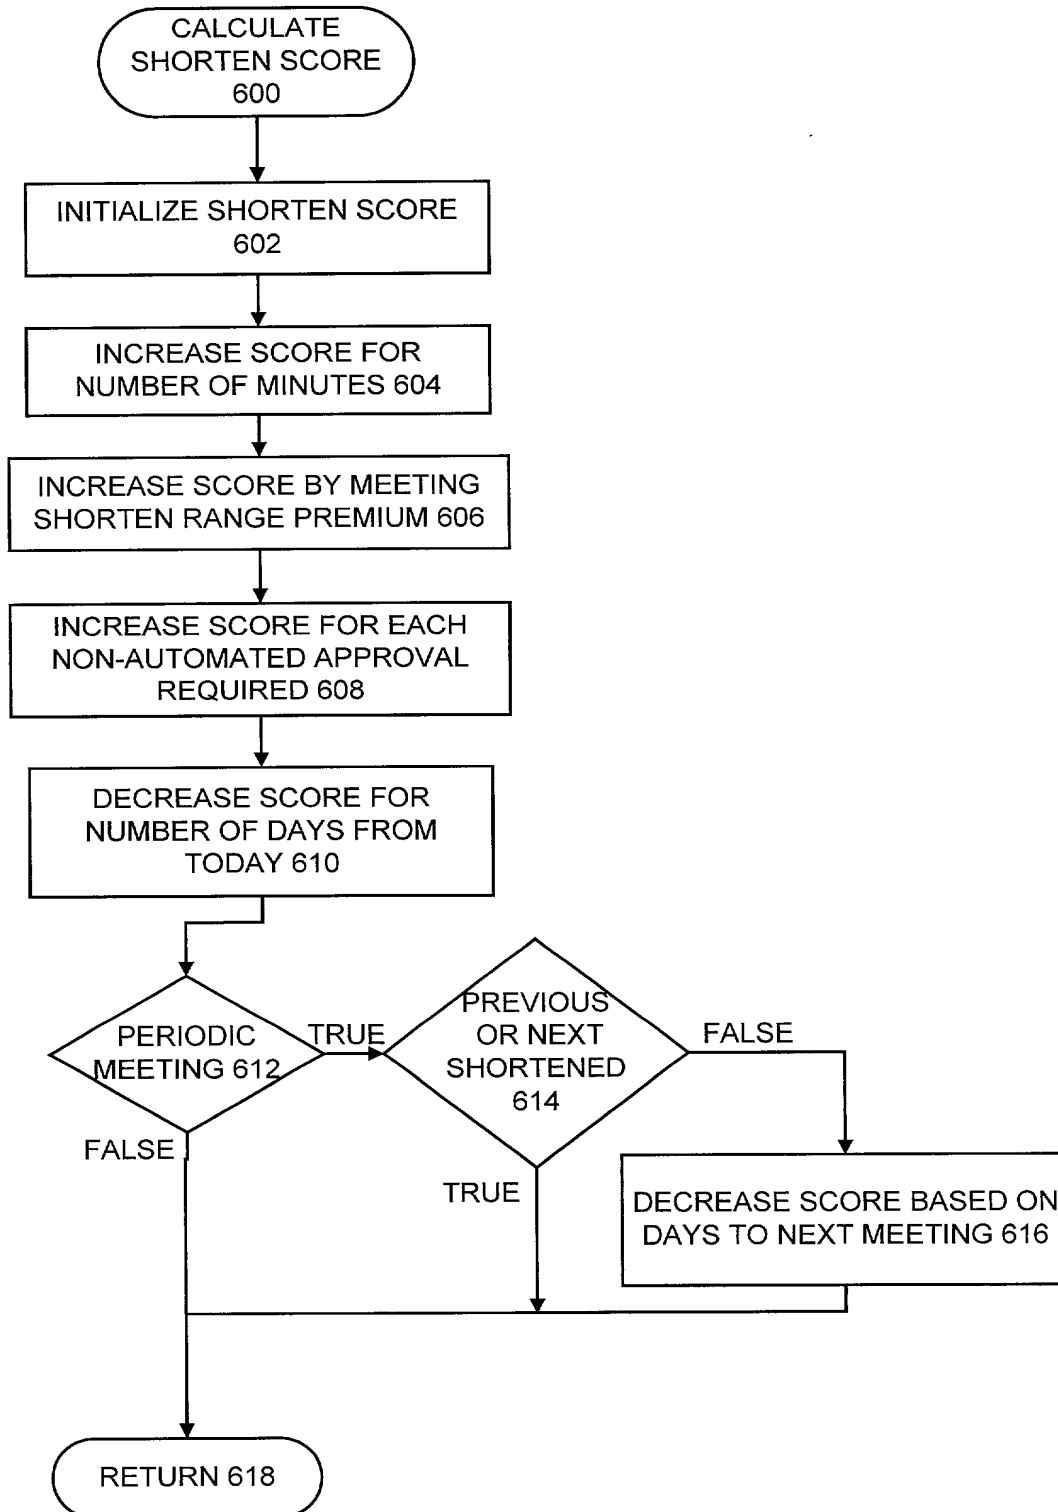 CALCULATE
SHORTEN SCORE
600
INITIALIZE SHORTEN SCORE
602
INCREASE SCORE FOR
NUMBER OF MINUTES 604
INCREASE SCORE BY MEETING
SHORTEN RANGE PREMIUM 606
INCREASE SCORE FOR EACH
NON-AUTOMATED APPROVAL
REQUIRED 608
DECREASE SCORE FOR
NUMBER OF DAYS FROM
TODAY 610
PERIODIC
MEETING 612
TRUE
FALSE
PREVIOUS
OR NEXT
SHORTENED
614
FALSE
TRUE
DECREASE SCORE BASED ON
DAYS TO NEXT MEETING 616
RETURN 618